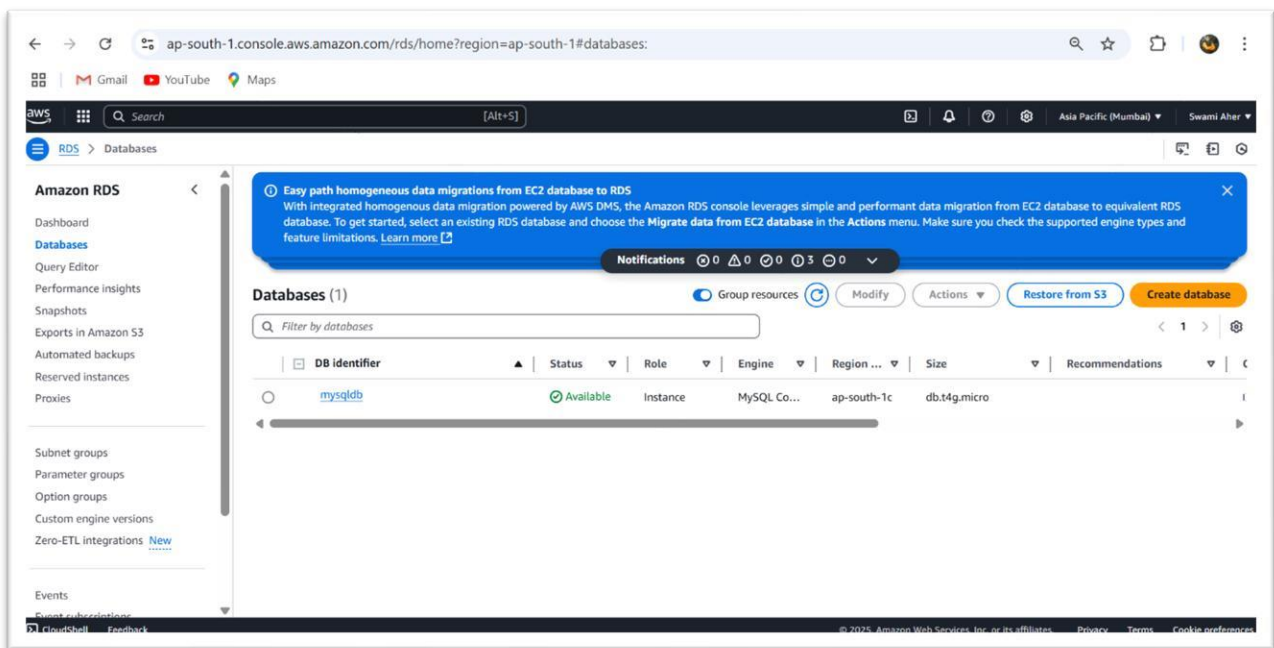 ap-south-1.console.aws.amazon.com/rds/home?region=ap-south-1#databases:
Gmail YouTube Maps
aws Search [Alt+S] Asia Pacific (Mumbai) Swami Aher
RDS > Databases
Amazon RDS
Dashboard
Databases
Query Editor
Performance insights
Snapshots
Exports in Amazon S3
Automated backups
Reserved instances
Proxies
Subnet groups
Parameter groups
Option groups
Custom engine versions
Zero-ETL integrations New
Events
Event subscriptions
Easy path homogeneous data migrations from EC2 database to RDS
With integrated homogenous data migration powered by AWS DMS, the Amazon RDS console leverages simple and performant data migration from EC2 database to equivalent RDS
database. To get started, select an existing RDS database and choose the Migrate data from EC2 database in the Actions menu. Make sure you check the supported engine types and
feature limitations. Learn more
Notifications 0 0 0 3 0
Databases (1) Group resources Modify Actions Restore from S3 Create database
Filter by databases 1
DB identifier Status Role Engine Region ... Size Recommendations
mysqldb Available Instance MySQL Co... ap-south-1c db.t4g.micro
CloudShell Feedback © 2025, Amazon Web Services, Inc. or its affiliates. Privacy Terms Cookie preferences